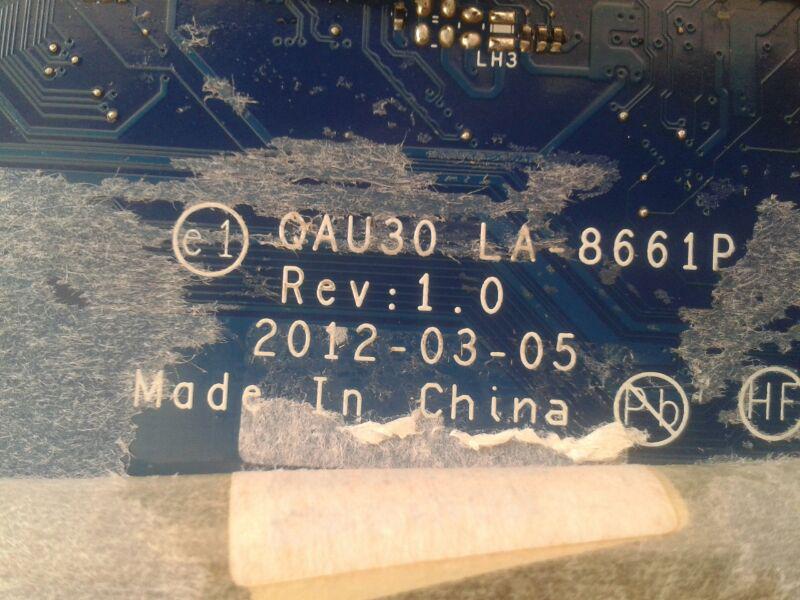 LH3
e1 QAU30 LA-8661P
Rev:1.0
2012-03-05
Made In China Pb HF